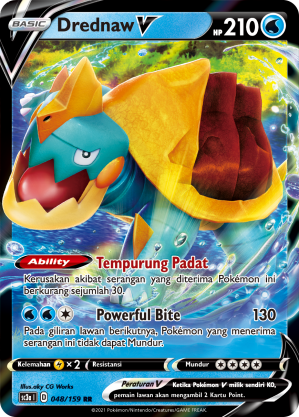 BASIC Drednaw V HP 210
Ability Tempurung Padat
Kerusakan akibat serangan yang diterima Pokémon ini
berkurang sejumlah 30.
Powerful Bite 130
Pada giliran lawan berikutnya, Pokémon yang menerima
serangan ini tidak dapat Mundur.
Kelemahan × 2 Resistansi Mundur
Peraturan V Ketika Pokémon V milik sendiri KO,
pemain lawan akan mengambil 2 Kartu Point.
Illus. aky CG Works
sc3a I D 048/159 RR
©2021 Pokémon/Nintendo/Creatures/GAME FREAK.